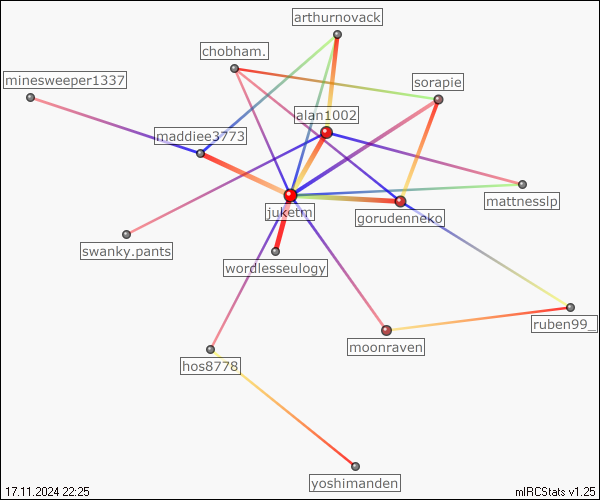 arthurnovack
chobham.
minesweeper1337
sorapie
alan1002
maddiee3773
mattnesslp
juketm
gorudenneko
swanky.pants
wordlesseulogy
ruben99_
moonraven
hos8778
yoshimanden
17.11.2024 22:25
mIRCStats v1.25